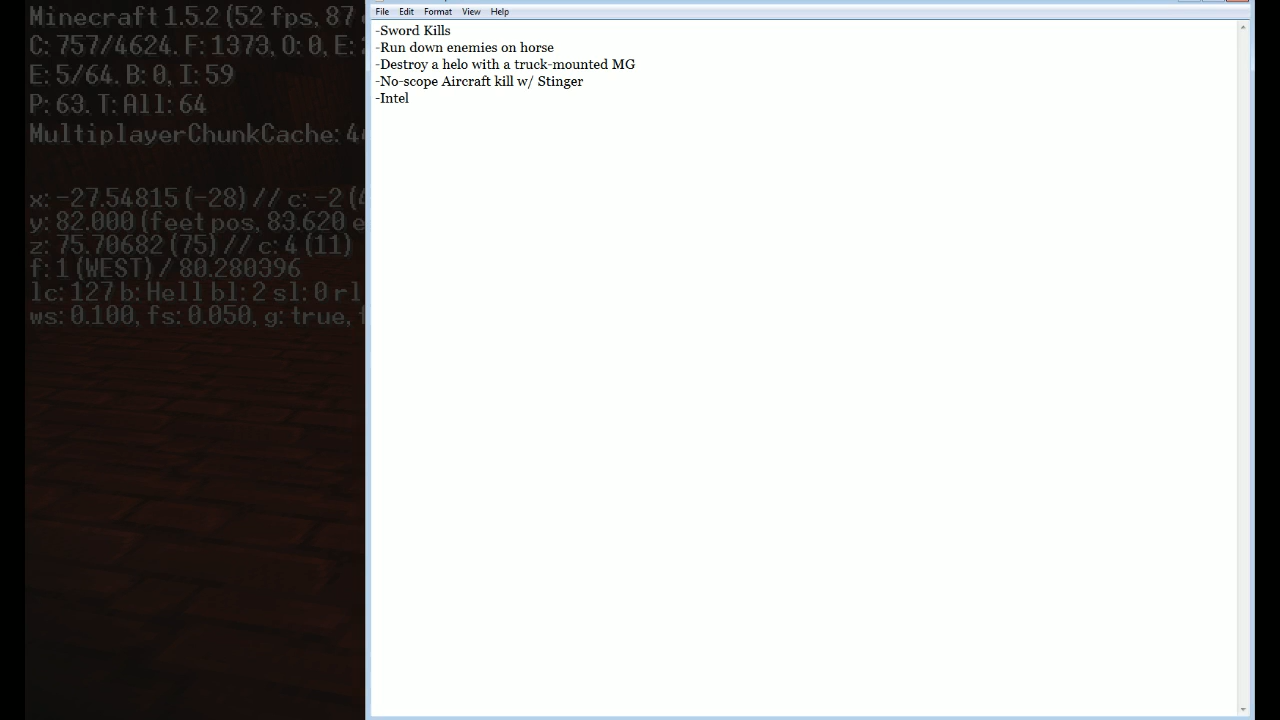 Minecraft 1.5.2 (52 fps, 87
C: 757/4624. F: 1373, O: 0, E:
E: 5/64. B: 0, I: 59
P: 63. T: All: 64
MultiplayerChunkCache: 4
x: -27.54815 (-28) // c: -2 (
y: 82.000 (feet pos, 83.620 e
z: 75.70682 (75) // c: 4 (11)
f: 1 (WEST) / 80.280396
lc: 127 b: Hell bl: 2 sl: 0 rl
ws: 0.100, fs: 0.050, g: true,
File Edit Format View Help
-Sword Kills
-Run down enemies on horse
-Destroy a helo with a truck-mounted MG
-No-scope Aircraft kill w/ Stinger
-Intel